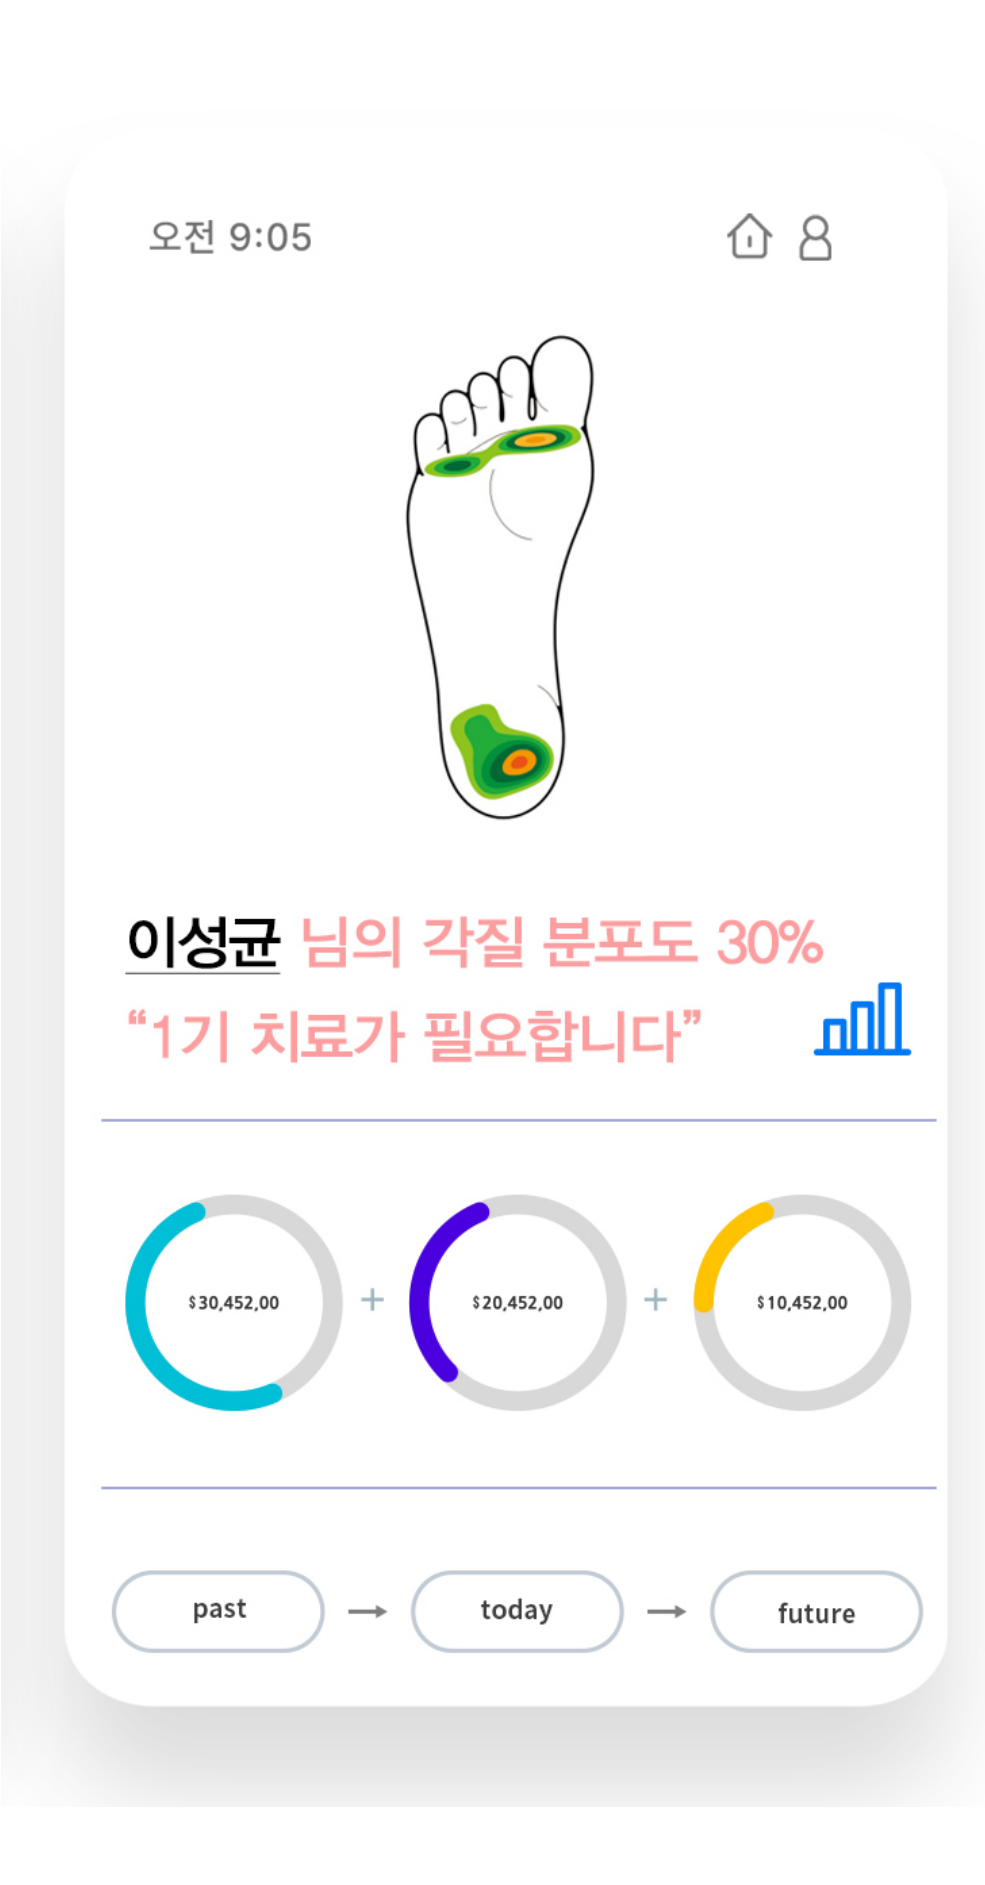 오전 9:05
이성균 님의 각질 분포도 30%
“1기 치료가 필요합니다”
$30,452,00 + $20,452,00 + $10,452,00
past → today → future